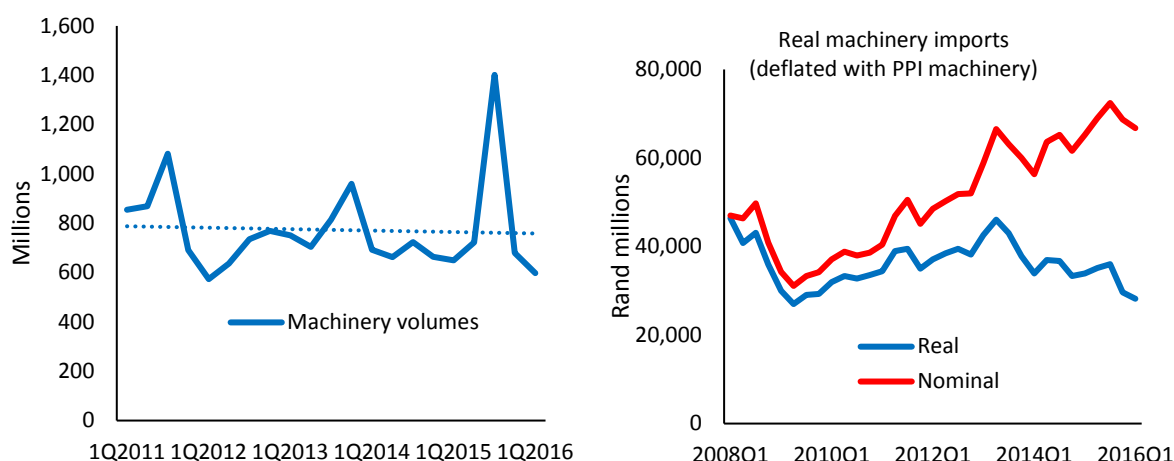 1,600
1,400
1,200
1,000
800
600
400
200
0
Millions
Machinery volumes
1Q2011 1Q2012 1Q2013 1Q2014 1Q2015 1Q2016
Real machinery imports
(deflated with PPI machinery)
80,000
60,000
40,000
20,000
0
Rand millions
Real
Nominal
2008Q1 2010Q1 2012Q1 2014Q1 2016Q1